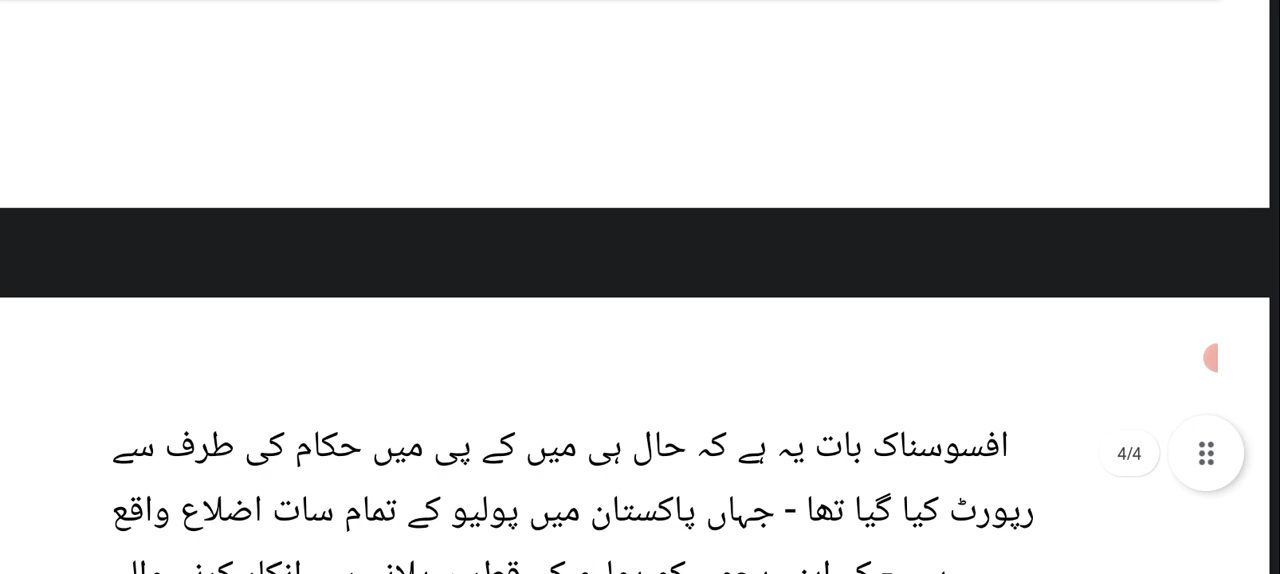 افسوسناک بات یہ ہے کہ حال ہی میں کے پی میں حکام کی طرف سے
4/4
رپورٹ کیا گیا تھا - جہاں پاکستان میں پولیو کے تمام سات اضلاع واقع